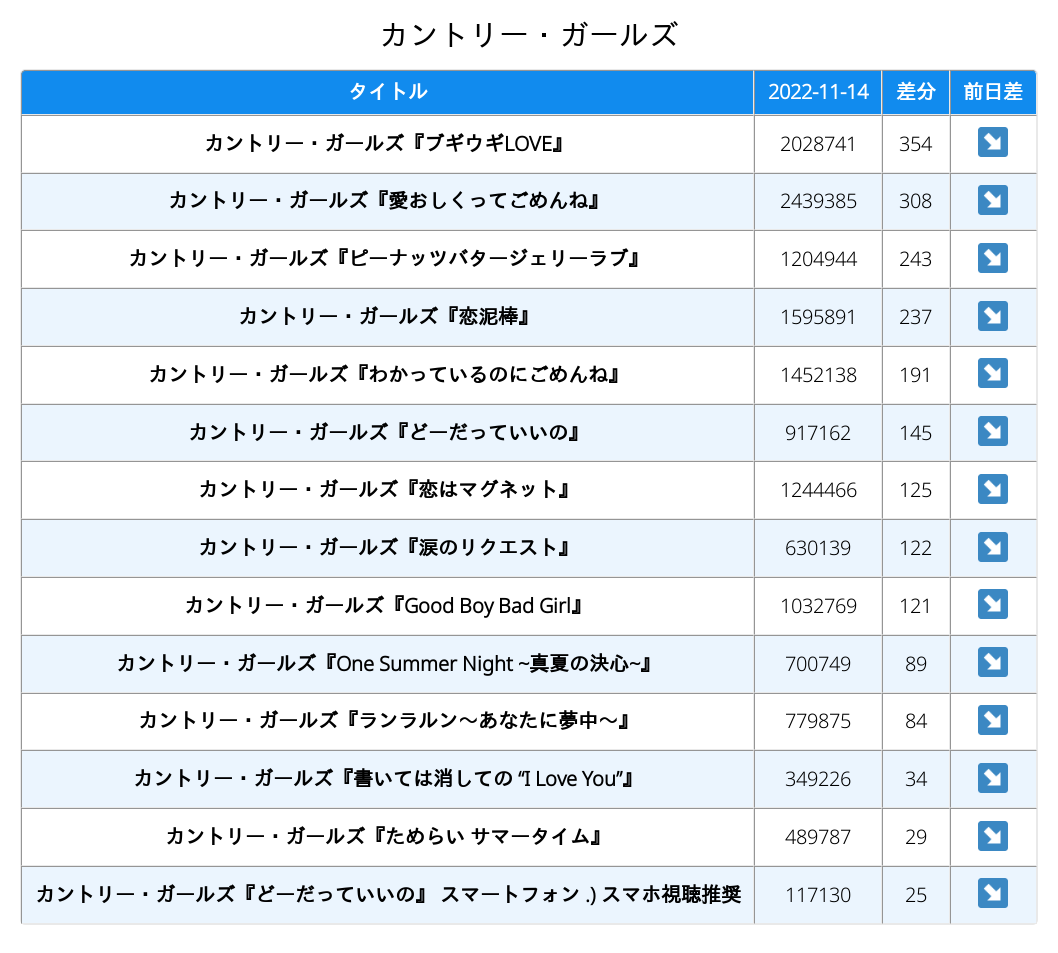 カントリー・ガールズ
タイトル 2022-11-14 差分 前日差
カントリー・ガールズ『ブギウギLOVE』 2028741 354
カントリー・ガールズ『愛おしくってごめんね』 2439385 308
カントリー・ガールズ『ピーナッツバタージェリーラブ』 1204944 243
カントリー・ガールズ『恋泥棒』 1595891 237
カントリー・ガールズ『わかっているのにごめんね』 1452138 191
カントリー・ガールズ『どーだっていいの』 917162 145
カントリー・ガールズ『恋はマグネット』 1244466 125
カントリー・ガールズ『涙のリクエスト』 630139 122
カントリー・ガールズ『Good Boy Bad Girl』 1032769 121
カントリー・ガールズ『One Summer Night ~真夏の決心~』 700749 89
カントリー・ガールズ『ランラルン～あなたに夢中～』 779875 84
カントリー・ガールズ『書いては消しての “I Love You”』 349226 34
カントリー・ガールズ『ためらい サマータイム』 489787 29
カントリー・ガールズ『どーだっていいの』 スマートフォン .) スマホ視聴推奨 117130 25